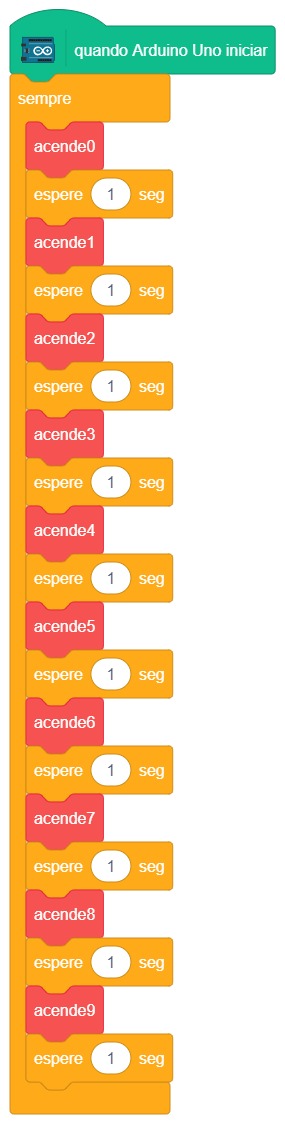 quando Arduino Uno iniciar
sempre
acende0
espere 1 seg
acende1
espere 1 seg
acende2
espere 1 seg
acende3
espere 1 seg
acende4
espere 1 seg
acende5
espere 1 seg
acende6
espere 1 seg
acende7
espere 1 seg
acende8
espere 1 seg
acende9
espere 1 seg